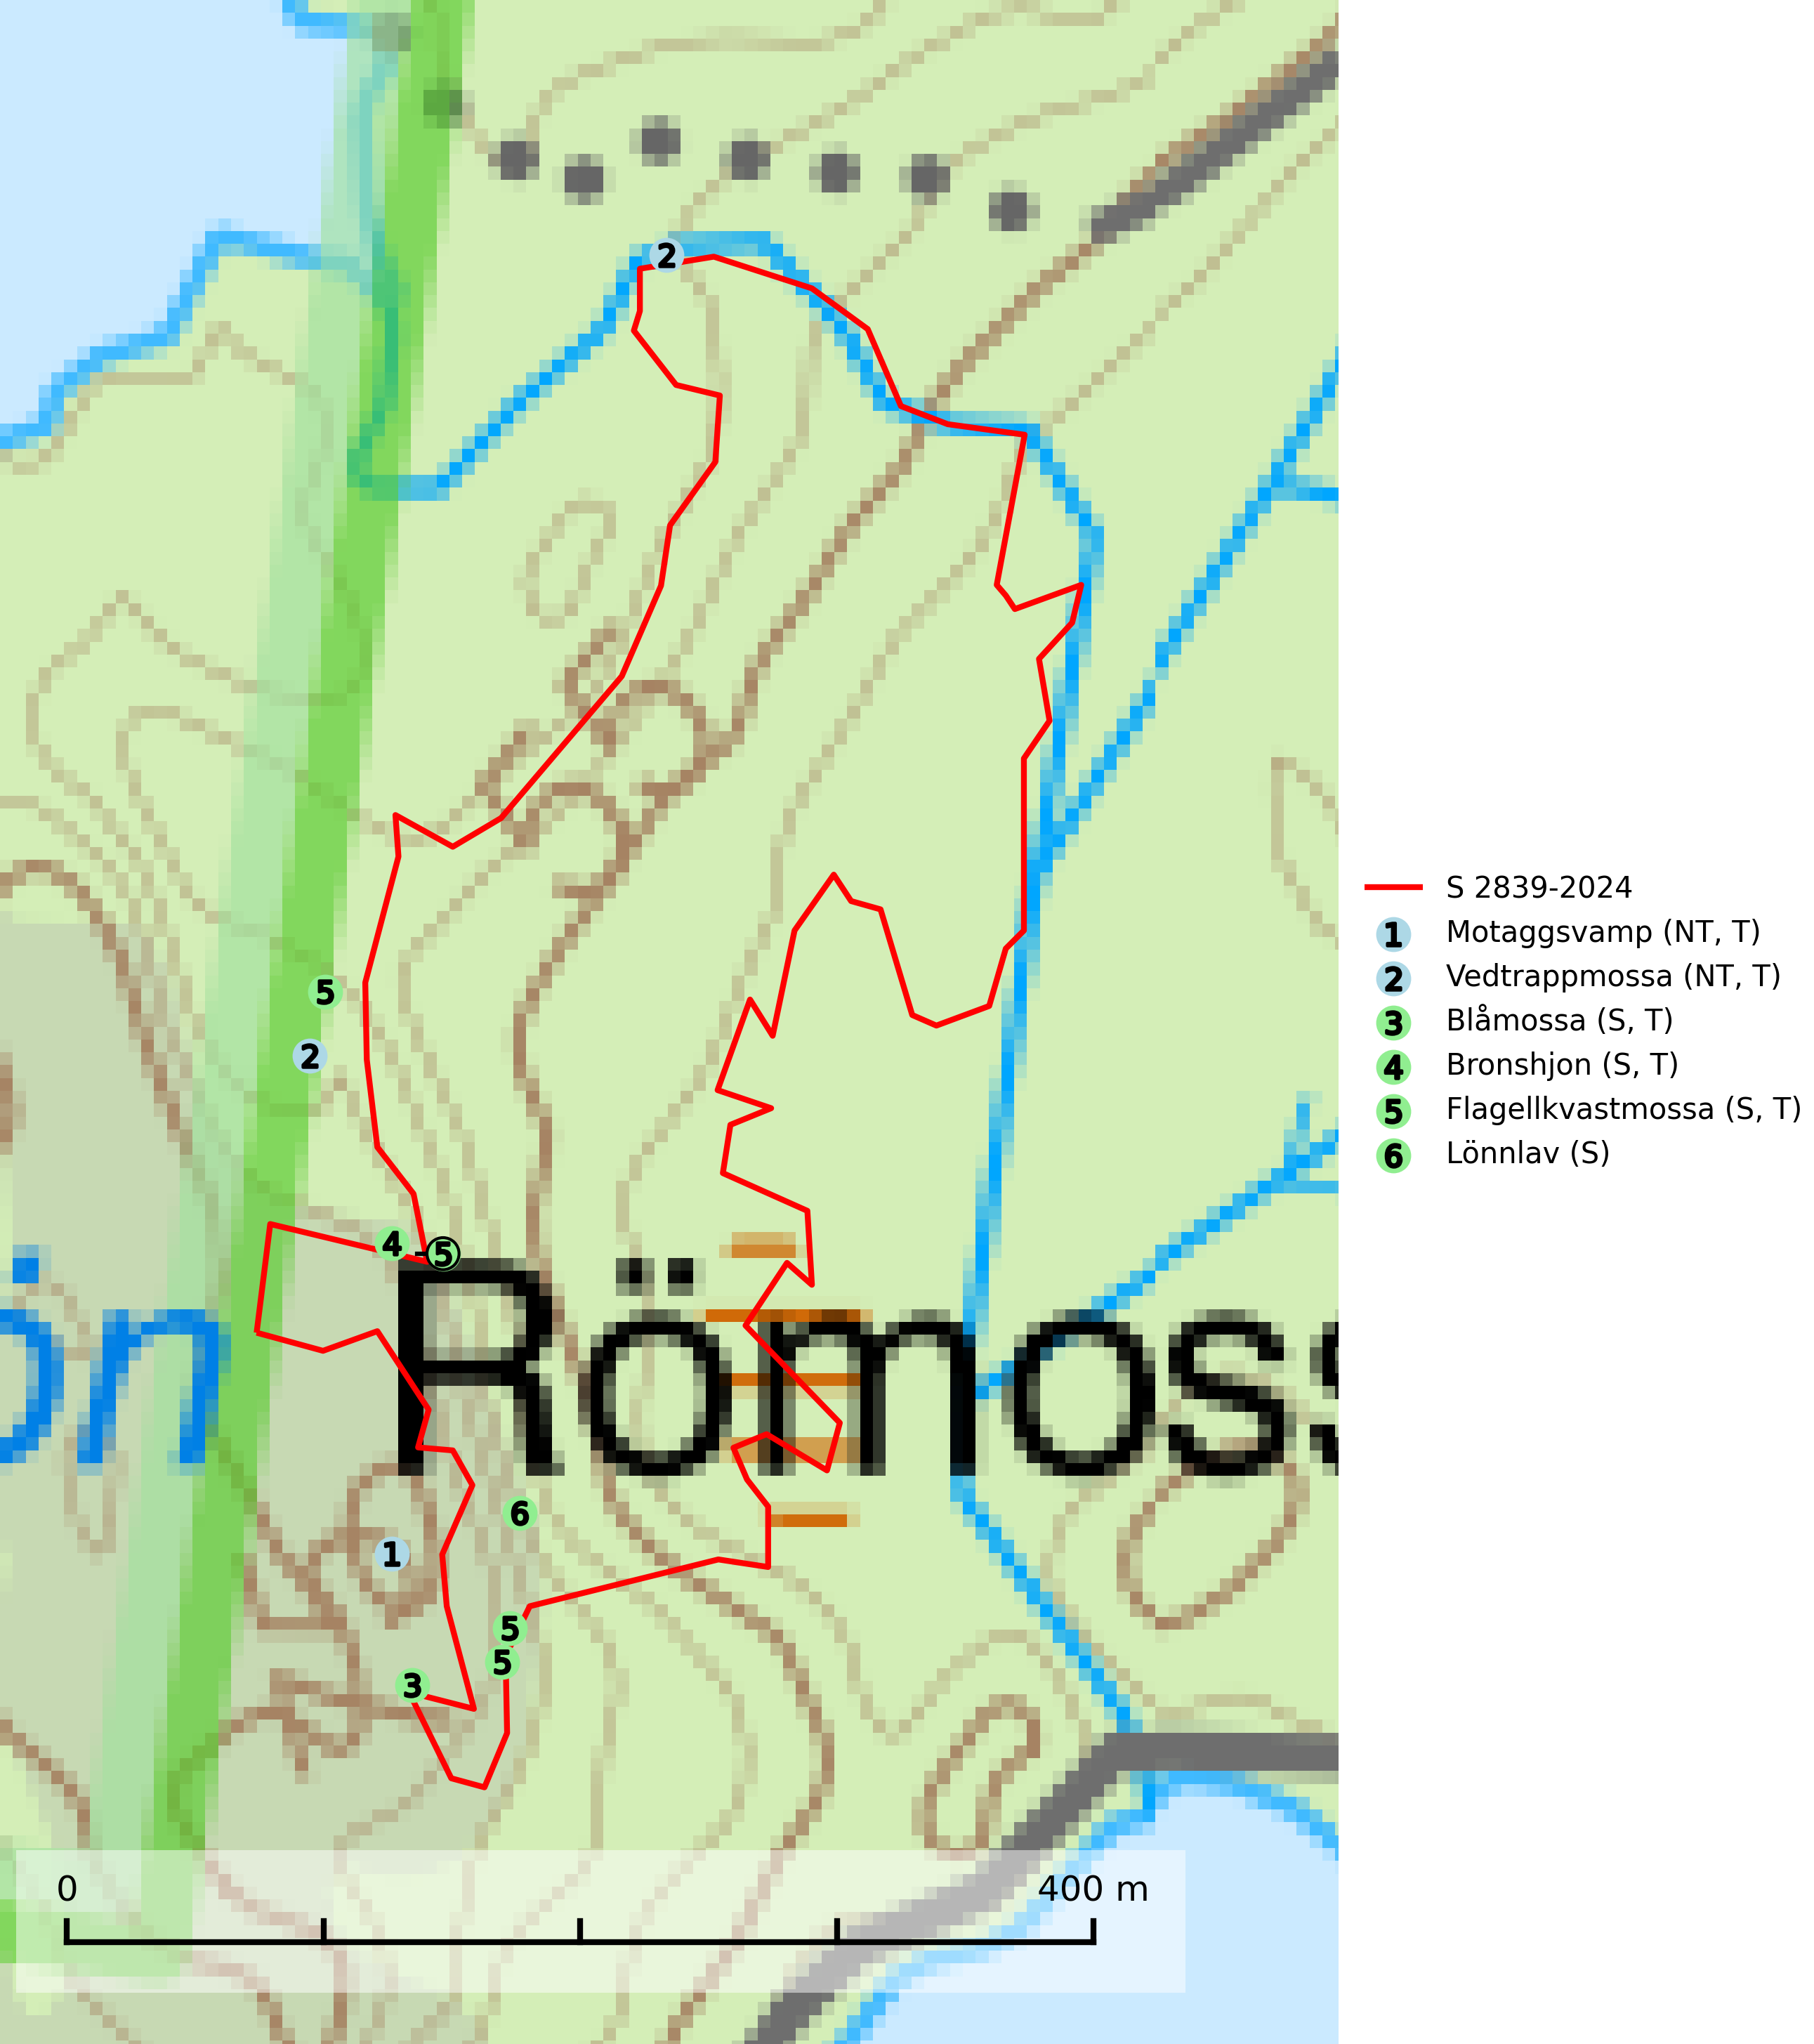 2
5
2
4
5
Römoss
on
6
1
5
5
3
0
400 m
S 2839-2024
1 Motaggsvamp (NT, T)
2 Vedtrappmossa (NT, T)
3 Blåmossa (S, T)
4 Bronshjon (S, T)
5 Flagellkvastmossa (S, T)
6 Lönnlav (S)